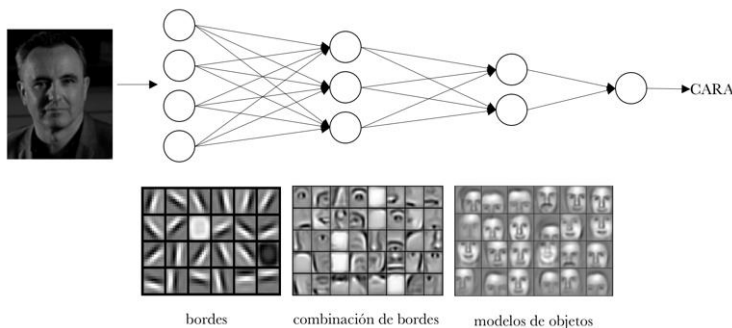 CARA
bordes
combinación de bordes
modelos de objetos